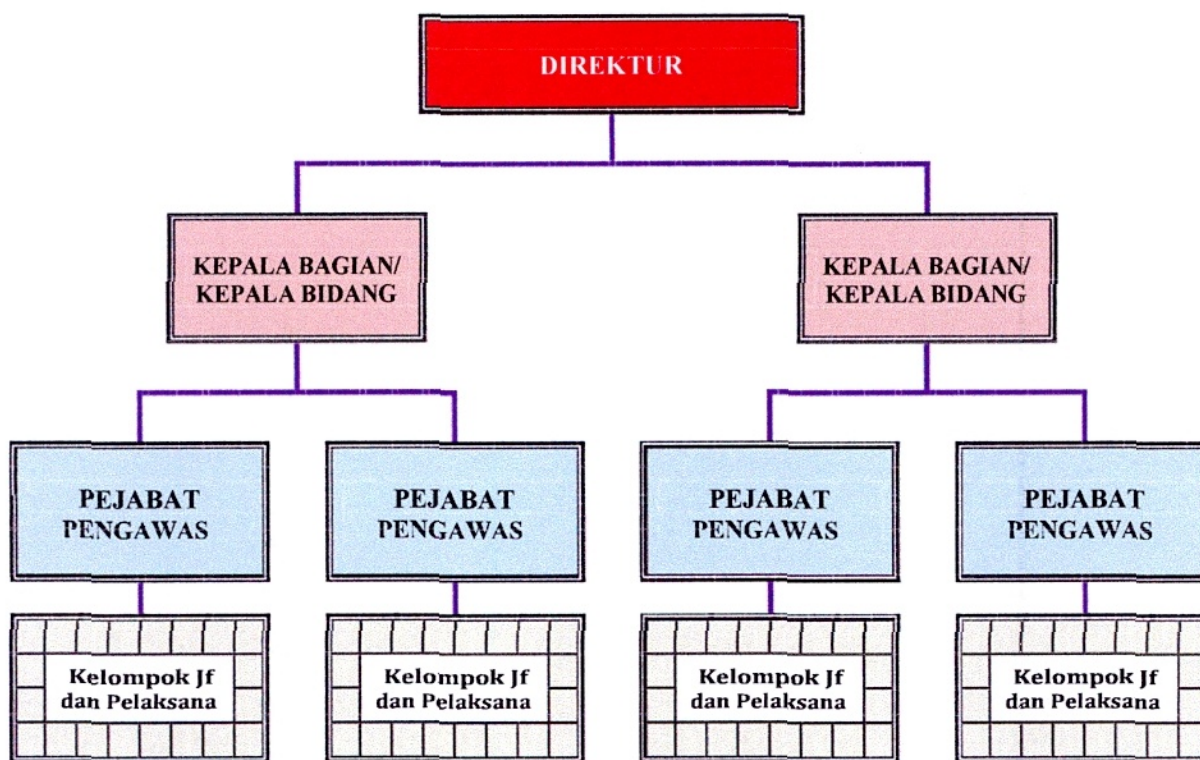 DIREKTUR
KEPALA BAGIAN/
KEPALA BIDANG
KEPALA BAGIAN/
KEPALA BIDANG
PEJABAT
PENGAWAS
PEJABAT
PENGAWAS
PEJABAT
PENGAWAS
PEJABAT
PENGAWAS
Kelompok Jf
dan Pelaksana
Kelompok Jf
dan Pelaksana
Kelompok Jf
dan Pelaksana
Kelompok Jf
dan Pelaksana